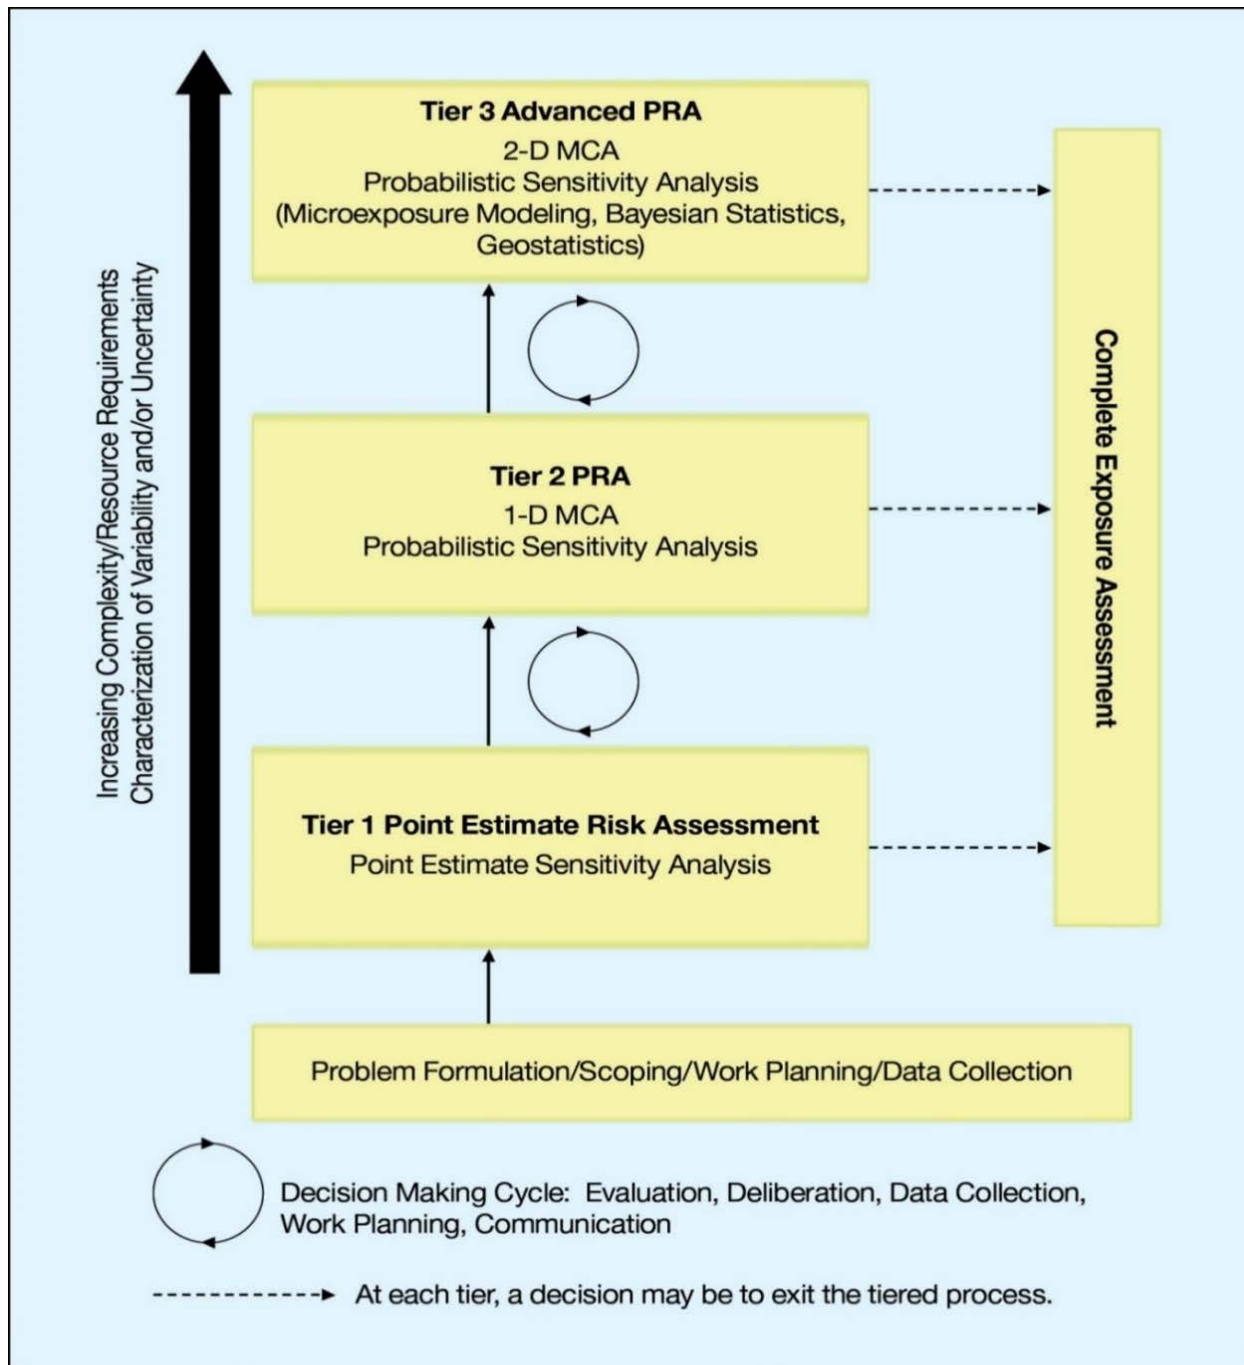 Tier 3 Advanced PRA
2-D MCA
Probabilistic Sensitivity Analysis
(Microexposure Modeling, Bayesian Statistics,
Geostatistics)
Increasing Complexity/Resource Requirements
Characterization of Variability and/or Uncertainty
Complete Exposure Assessment
Tier 2 PRA
1-D MCA
Probabilistic Sensitivity Analysis
Tier 1 Point Estimate Risk Assessment
Point Estimate Sensitivity Analysis
Problem Formulation/Scoping/Work Planning/Data Collection
Decision Making Cycle: Evaluation, Deliberation, Data Collection,
Work Planning, Communication
At each tier, a decision may be to exit the tiered process.